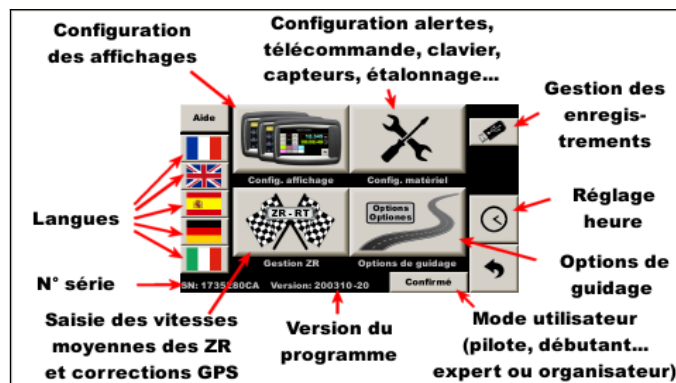 Configuration
des affichages
Configuration alertes,
télécommande, clavier,
capteurs, étalonnage...
Gestion des
enregis-
trements
Aide
Config. affichage
Config. matériel
Langues
ZR - RT
Options
Optiones
Réglage
heure
Gestion ZR
Options de guidage
Options de
guidage
N° série
Version: 200310-20
Confirmé
Saisie des vitesses
moyennes des ZR
et corrections GPS
Version du
programme
Mode utilisateur
(pilote, débutant...
expert ou organisateur)